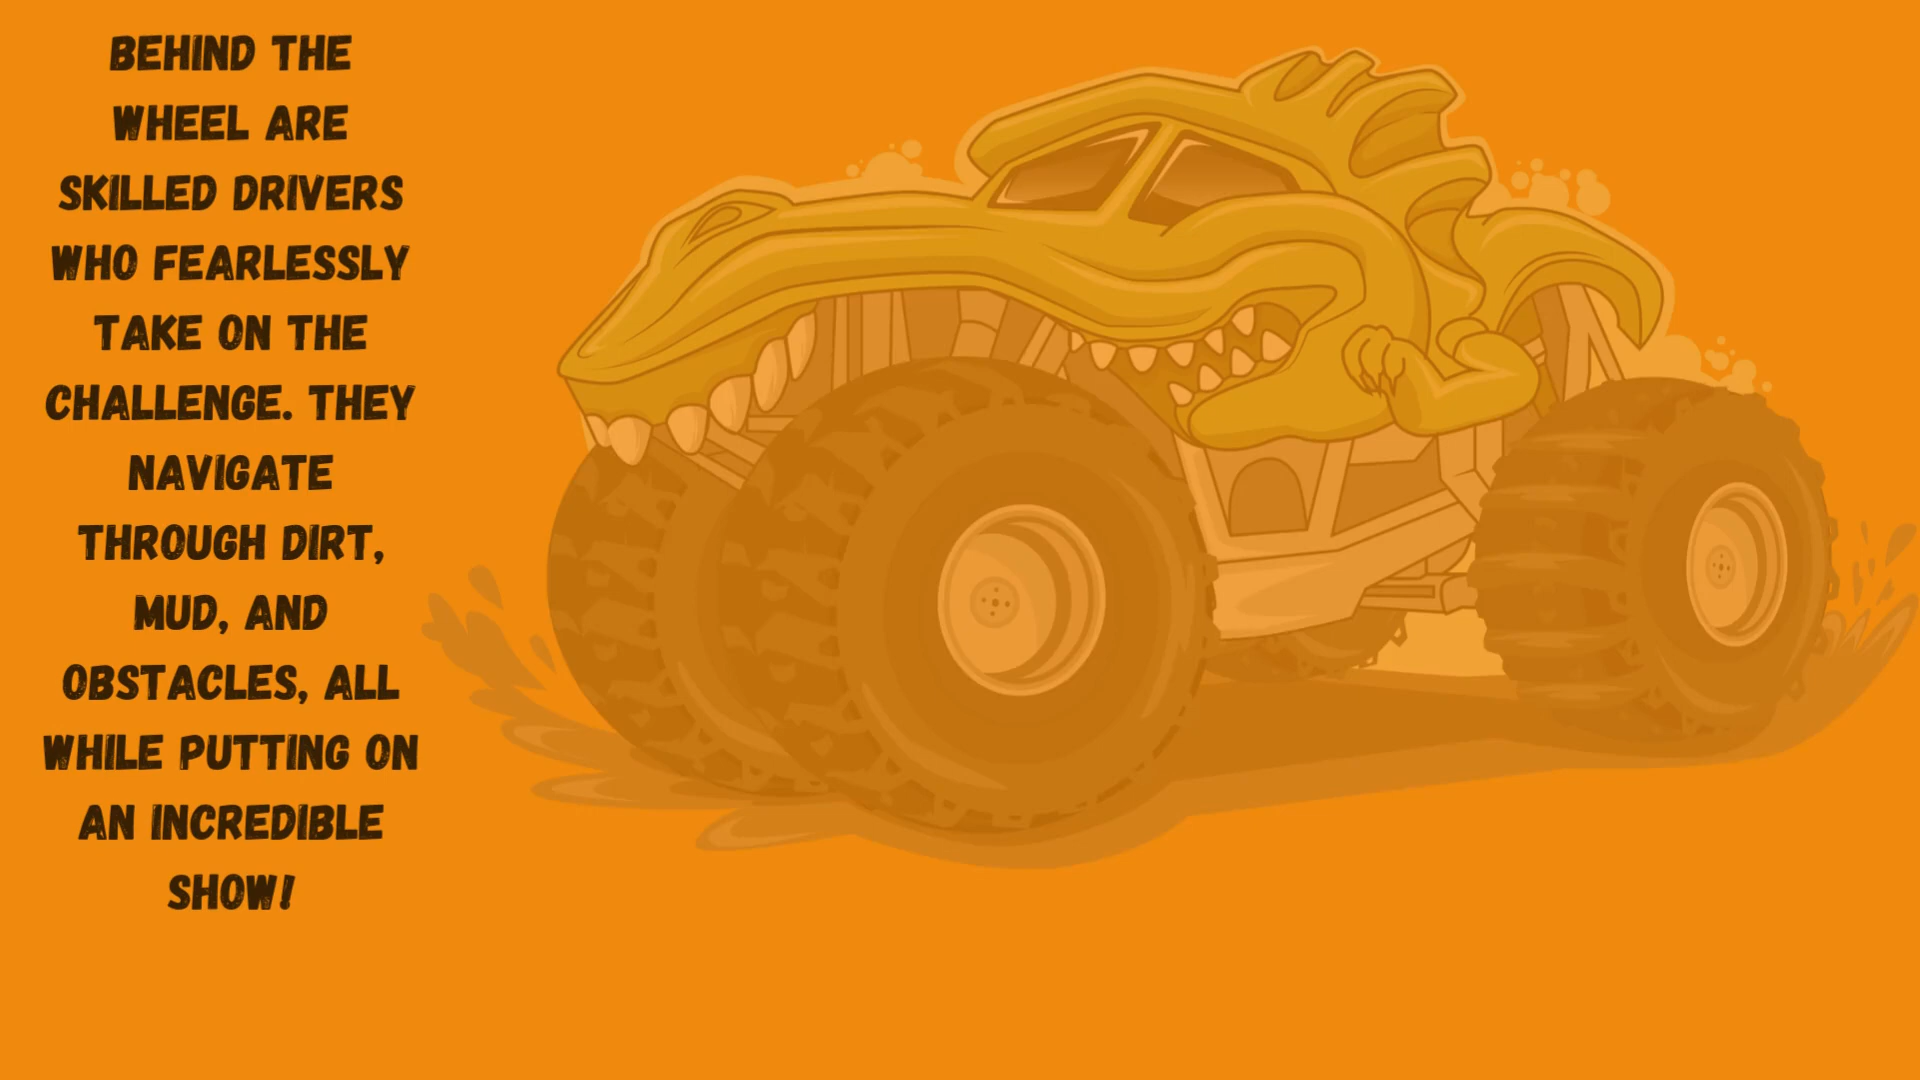 BEHIND THE
WHEEL ARE
SKILLED DRIVERS
WHO FEARLESSLY
TAKE ON THE
CHALLENGE. THEY
NAVIGATE
THROUGH DIRT,
MUD, AND
OBSTACLES, ALL
WHILE PUTTING ON
AN INCREDIBLE
SHOW!